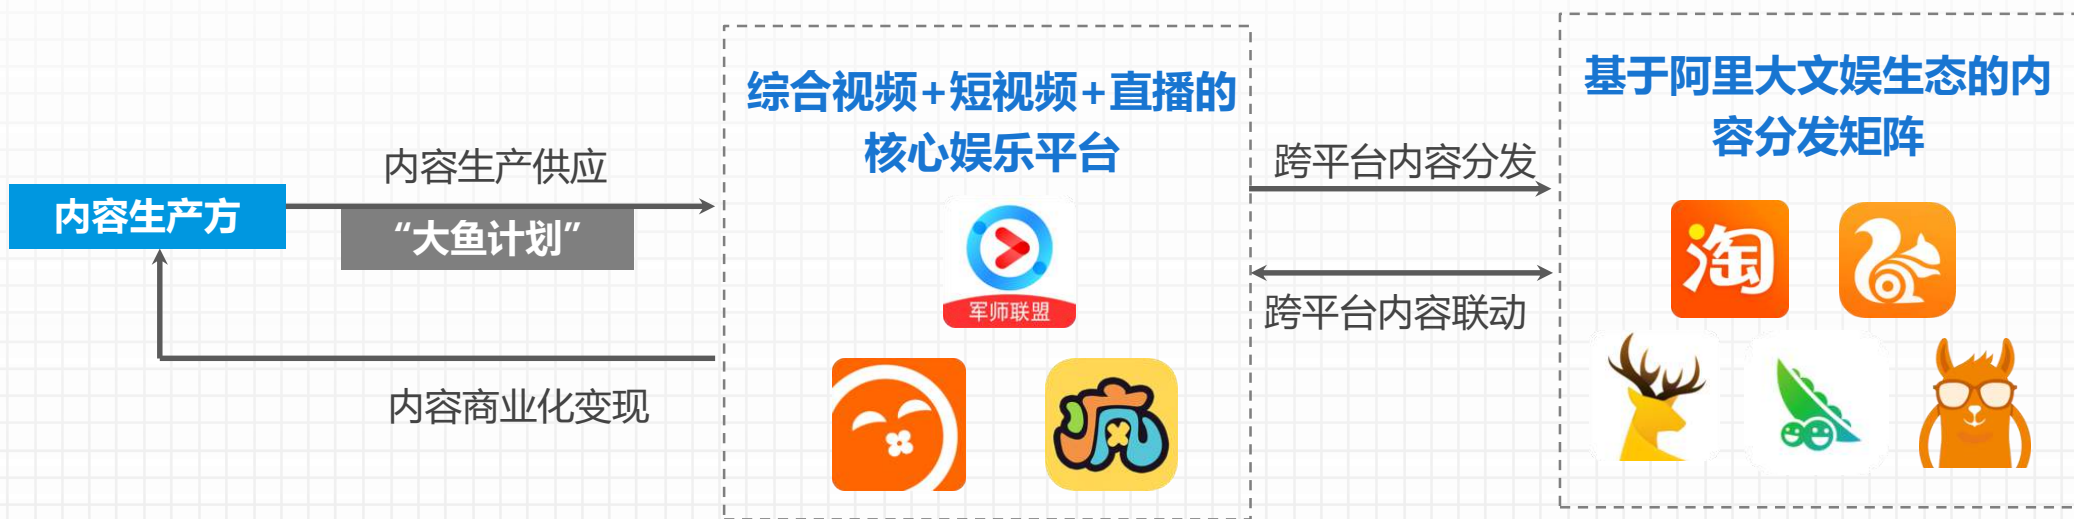 内容生产方
内容生产供应
“大鱼计划”
内容商业化变现
综合视频+短视频+直播的
核心娱乐平台
军师联盟
疯
跨平台内容分发
跨平台内容联动
基于阿里大文娱生态的内
容分发矩阵
淘